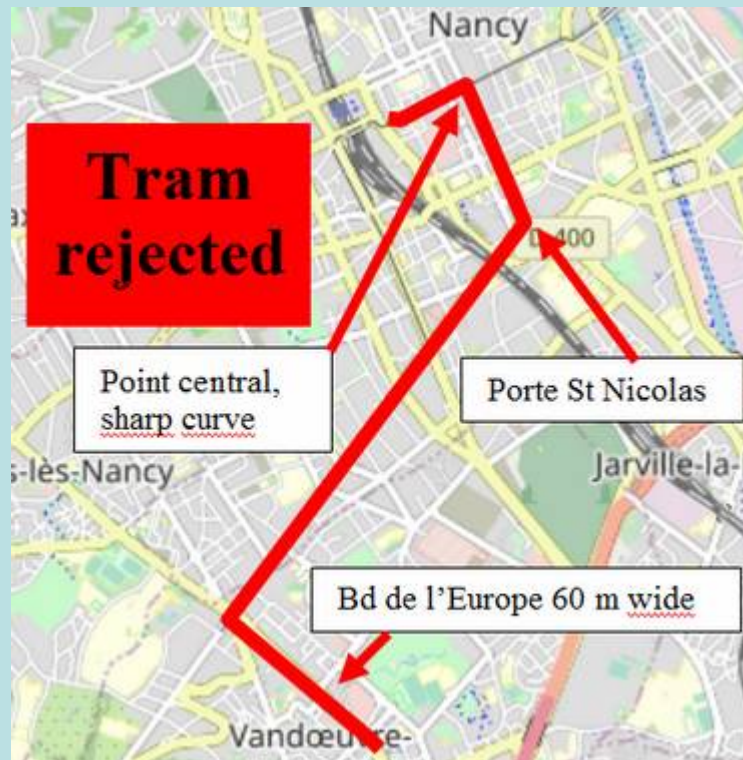 Nancy
Tram
rejected
D 400
Point central,
sharp curve
Porte St Nicolas
s-lès-Nancy
Jarville-la-
Bd de l’Europe 60 m wide
Vandœuvre-